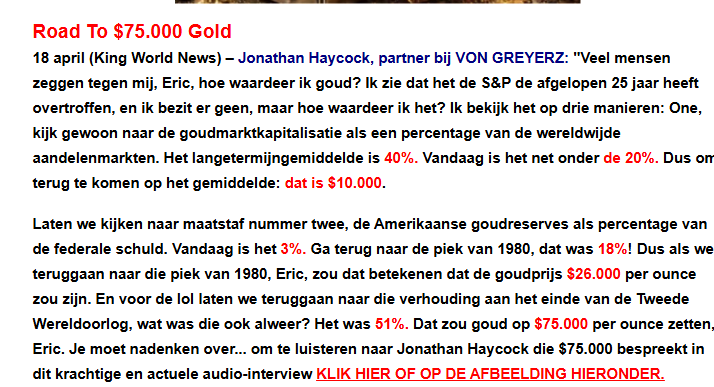 Road To $75.000 Gold
18 april (King World News) – Jonathan Haycock, partner bij VON GREYERZ: "Veel mensen
zeggen tegen mij, Eric, hoe waardeer ik goud? Ik zie dat het de S&P de afgelopen 25 jaar heeft
overtroffen, en ik bezit er geen, maar hoe waardeer ik het? Ik bekijk het op drie manieren: One,
kijk gewoon naar de goudmarktkapitalisatie als een percentage van de wereldwijde
aandelenmarkten. Het langetermijngemiddelde is 40%. Vandaag is het net onder de 20%. Dus om
terug te komen op het gemiddelde: dat is $10.000.
Laten we kijken naar maatstaf nummer twee, de Amerikaanse goudreserves als percentage van
de federale schuld. Vandaag is het 3%. Ga terug naar de piek van 1980, dat was 18%! Dus als we
teruggaan naar die piek van 1980, Eric, zou dat betekenen dat de goudprijs $26.000 per ounce
zou zijn. En voor de lol laten we teruggaan naar die verhouding aan het einde van de Tweede
Wereldoorlog, wat was die ook alweer? Het was 51%. Dat zou goud op $75.000 per ounce zetten,
Eric. Je moet nadenken over... om te luisteren naar Jonathan Haycock die $75.000 bespreekt in
dit krachtige en actuele audio-interview KLIK HIER OF OP DE AFBEELDING HIERONDER.